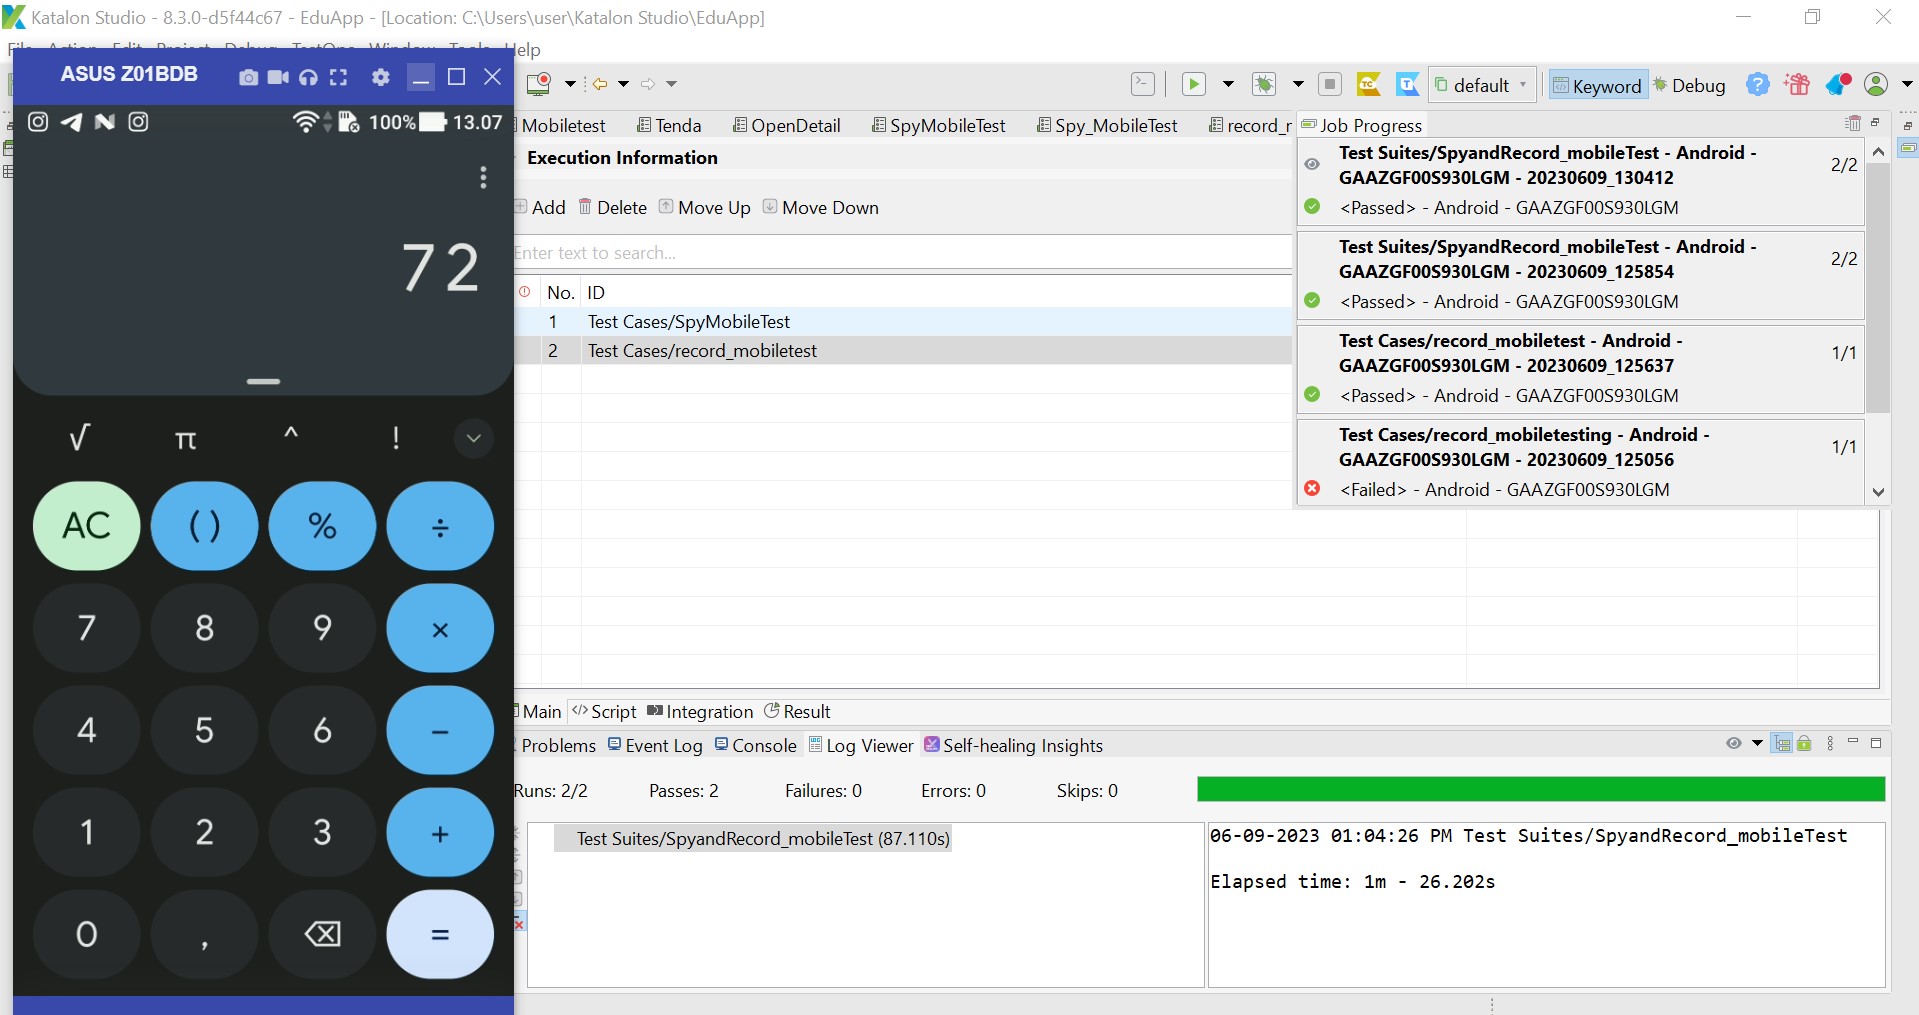 Katalon Studio - 8.3.0-d5f44c67 - EduApp - [Location: C:\Users\user\Katalon Studio\EduApp]
Help
ASUS Z01BDB
default
Keyword
Debug
100%
13.07
72
√ π ^ !
AC ( ) % ÷
7 8 9 ×
4 5 6 −
1 2 3 +
0 , =
Mobiletest
Tenda
OpenDetail
SpyMobileTest
Spy_MobileTest
record_r
Execution Information
Add Delete Move Up Move Down
Enter text to search...
No. ID
1 Test Cases/SpyMobileTest
2 Test Cases/record_mobiletest
Job Progress
Test Suites/SpyandRecord_mobileTest - Android -
GAAZGF00S930LGM - 20230609_130412
2/2
<Passed> - Android - GAAZGF00S930LGM
Test Suites/SpyandRecord_mobileTest - Android -
GAAZGF00S930LGM - 20230609_125854
2/2
<Passed> - Android - GAAZGF00S930LGM
Test Cases/record_mobiletest - Android -
GAAZGF00S930LGM - 20230609_125637
1/1
<Passed> - Android - GAAZGF00S930LGM
Test Cases/record_mobiletesting - Android -
GAAZGF00S930LGM - 20230609_125056
1/1
<Failed> - Android - GAAZGF00S930LGM
Main Script Integration Result
Problems Event Log Console Log Viewer Self-healing Insights
Runs: 2/2 Passes: 2 Failures: 0 Errors: 0 Skips: 0
Test Suites/SpyandRecord_mobileTest (87.110s)
06-09-2023 01:04:26 PM Test Suites/SpyandRecord_mobileTest
Elapsed time: 1m - 26.202s